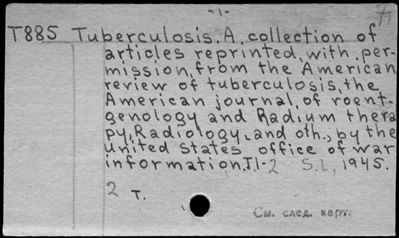 -1-
T885 Tuberculosis. A collection of
articles reprinted, with per-
mission, from the American
review of tuberculosis, the
American journal, of roent-
genology and Radium thera
py, Radiology, and oth., by the
United States office of war
information. T.1-2 S.l., 1945.
2 т.
См. след. карт.